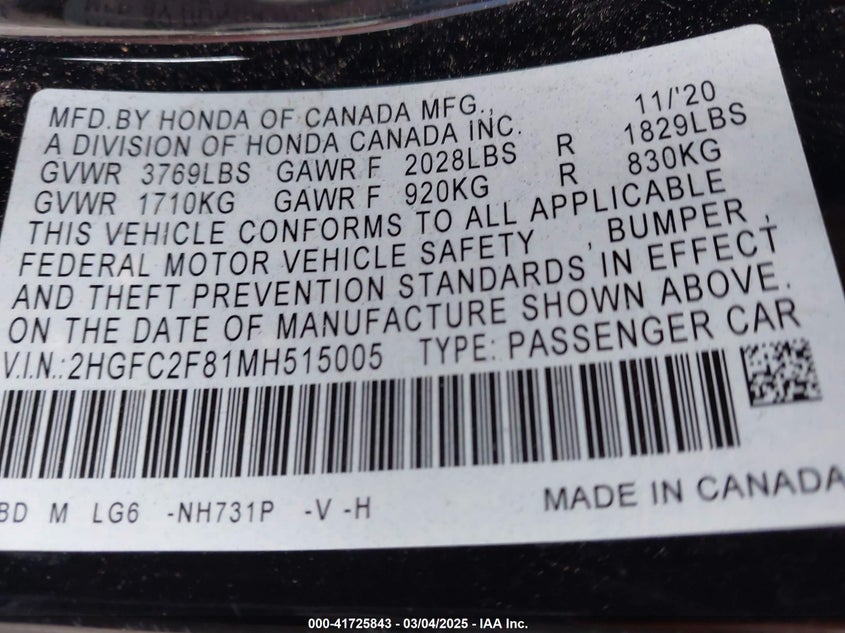 MFD.BY HONDA OF CANADA MFG., 11/'20
A DIVISION OF HONDA CANADA INC.
GVWR 3769LBS GAWR F 2028LBS R 1829LBS
GVWR 1710KG GAWR F 920KG R 830KG
THIS VEHICLE CONFORMS TO ALL APPLICABLE
FEDERAL MOTOR VEHICLE SAFETY , BUMPER ,
AND THEFT PREVENTION STANDARDS IN EFFECT
ON THE DATE OF MANUFACTURE SHOWN ABOVE.
V.I.N.:2HGFC2F81MH515005 TYPE: PASSENGER CAR
BD M LG6 -NH731P -V -H MADE IN CANADA
000-41725843 - 03/04/2025 - IAA Inc.